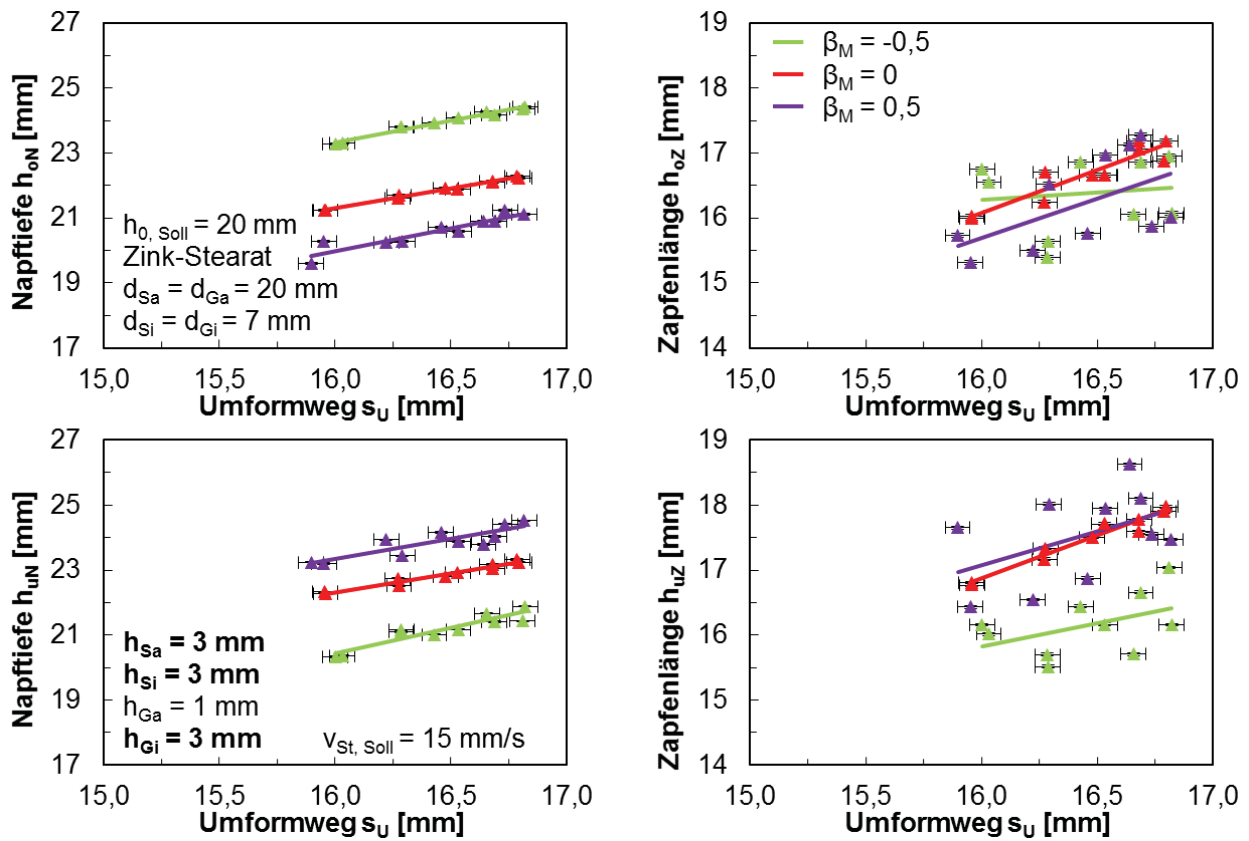 Napftiefe h_oN [mm]
27
25
23
21
19
17
h_0, Soll = 20 mm
Zink-Stearat
d_Sa = d_Ga = 20 mm
d_Si = d_Gi = 7 mm
15,0 15,5 16,0 16,5 17,0
Umformweg s_U [mm]
Zapfenlänge h_oZ [mm]
19
18
17
16
15
14
β_M = -0,5
β_M = 0
β_M = 0,5
15,0 15,5 16,0 16,5 17,0
Umformweg s_U [mm]
Napftiefe h_uN [mm]
27
25
23
21
19
17
h_Sa = 3 mm
h_Si = 3 mm
h_Ga = 1 mm
h_Gi = 3 mm
v_St, Soll = 15 mm/s
15,0 15,5 16,0 16,5 17,0
Umformweg s_U [mm]
Zapfenlänge h_uZ [mm]
19
18
17
16
15
14
15,0 15,5 16,0 16,5 17,0
Umformweg s_U [mm]